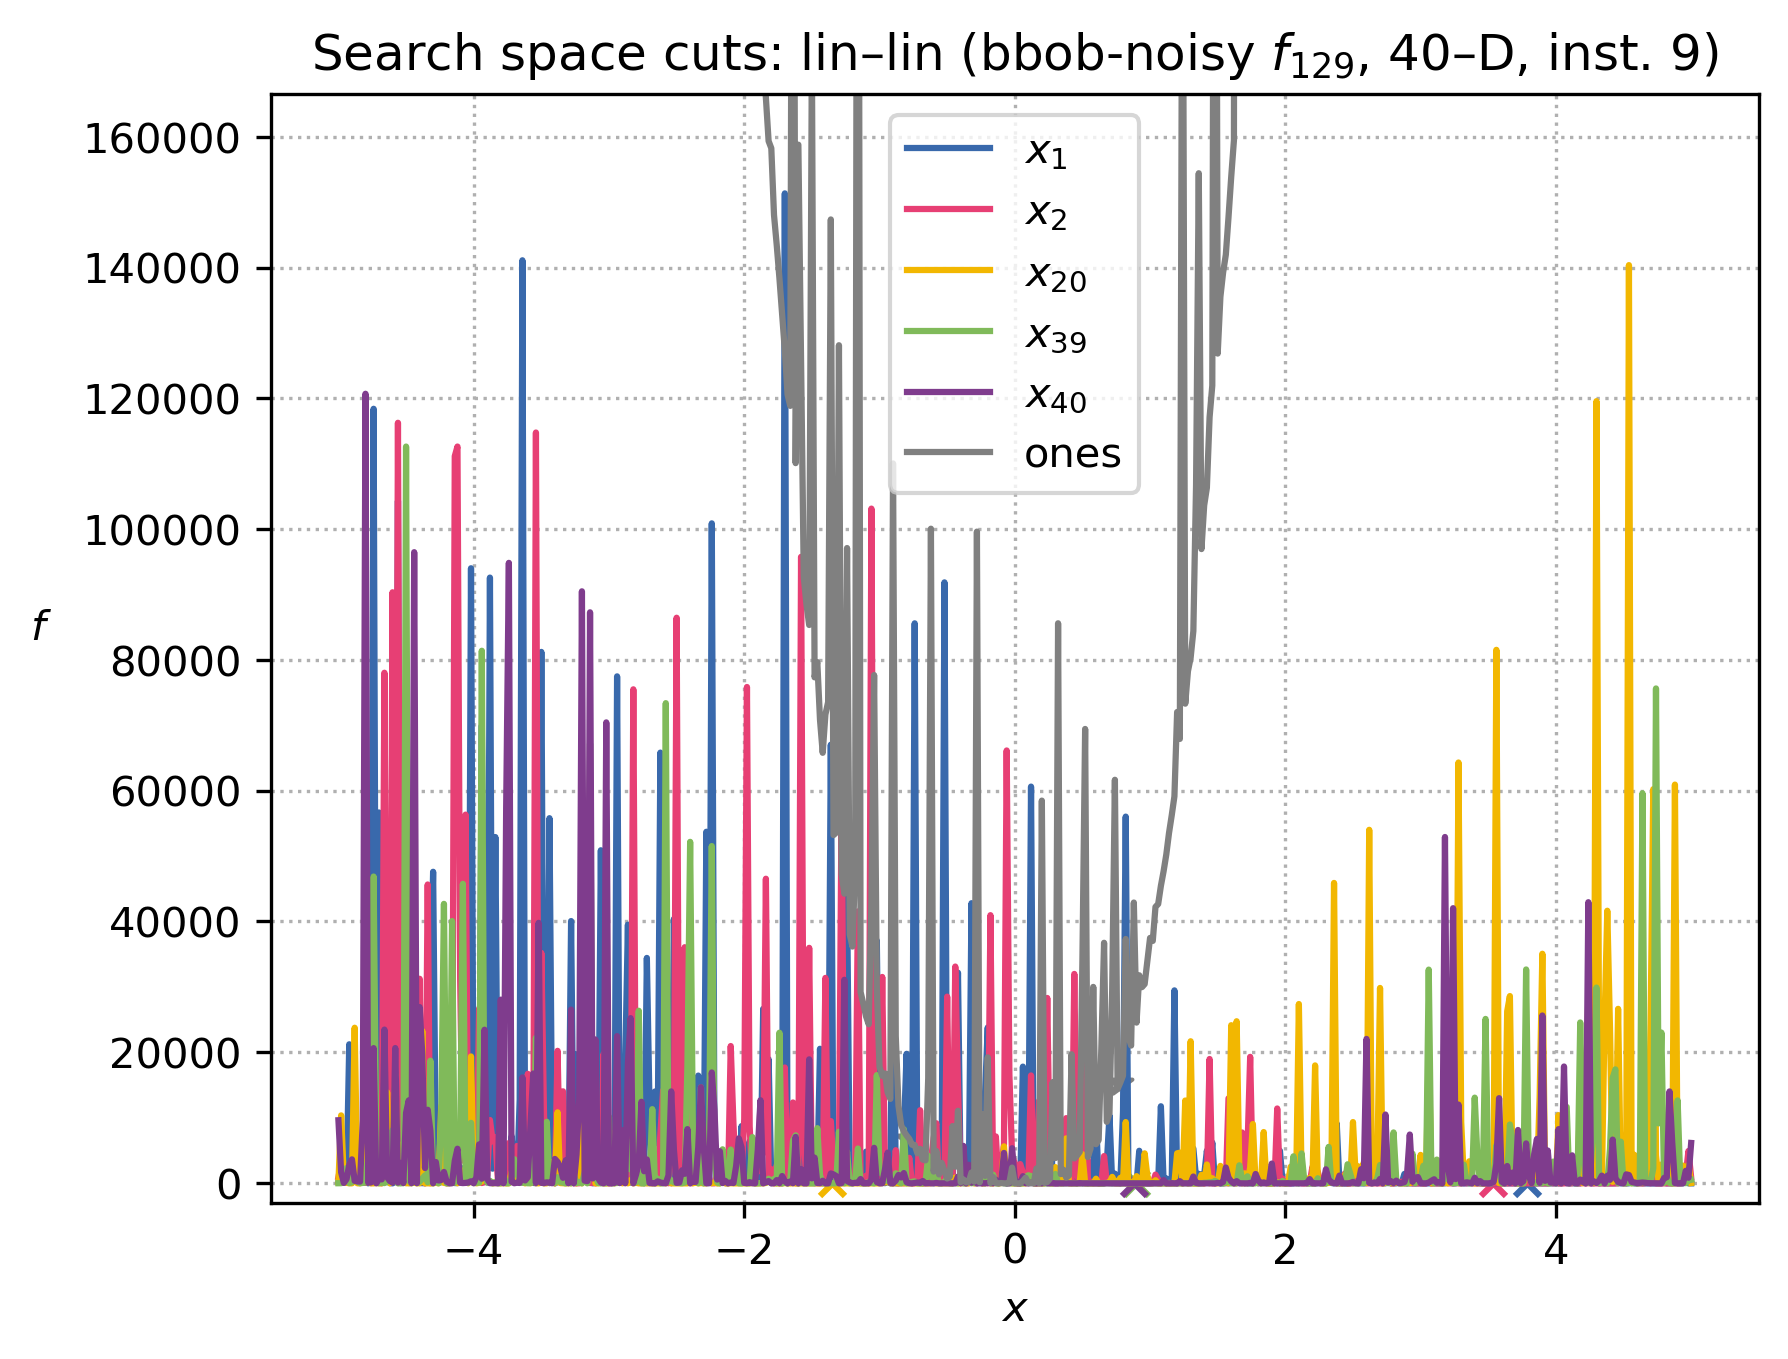 Search space cuts: lin–lin (bbob-noisy f₁₂₉, 40–D, inst. 9)
160000
140000
120000
100000
80000
60000
40000
20000
0
f
x₁
x₂
x₂₀
x₃₉
x₄₀
ones
−4
−2
0
2
4
x